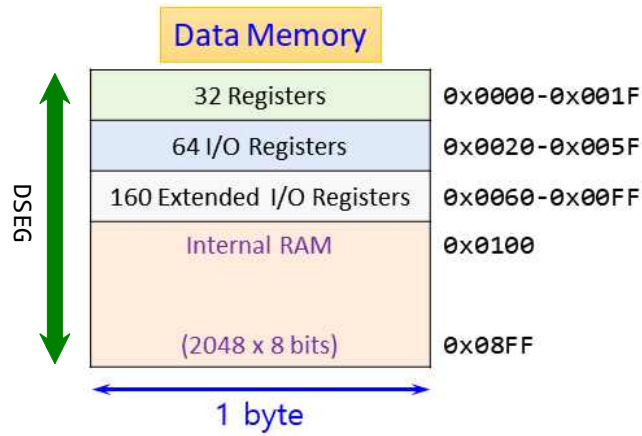 Data Memory
32 Registers 0x0000-0x001F
64 I/O Registers 0x0020-0x005F
160 Extended I/O Registers 0x0060-0x00FF
Internal RAM 0x0100
(2048 x 8 bits) 0x08FF
DSEG
1 byte